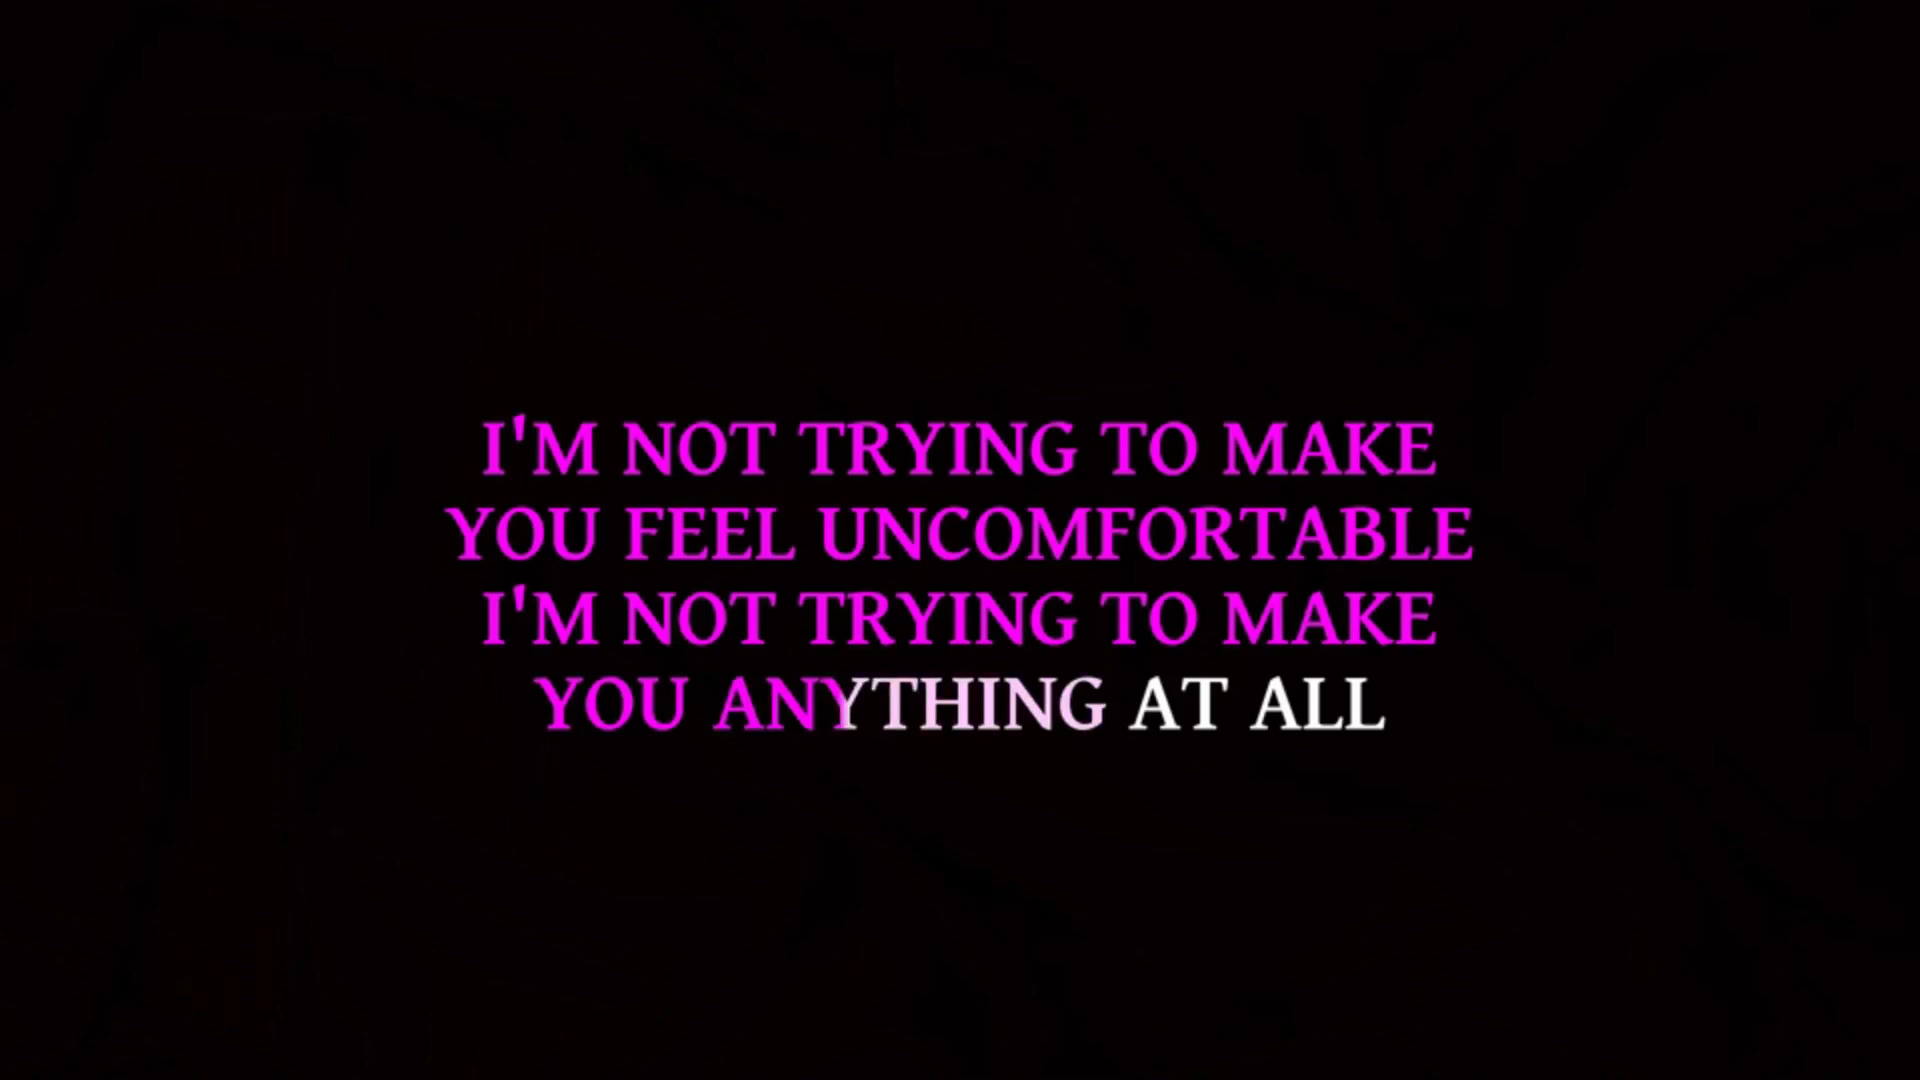 I'M NOT TRYING TO MAKE
YOU FEEL UNCOMFORTABLE
I'M NOT TRYING TO MAKE
YOU ANYTHING AT ALL